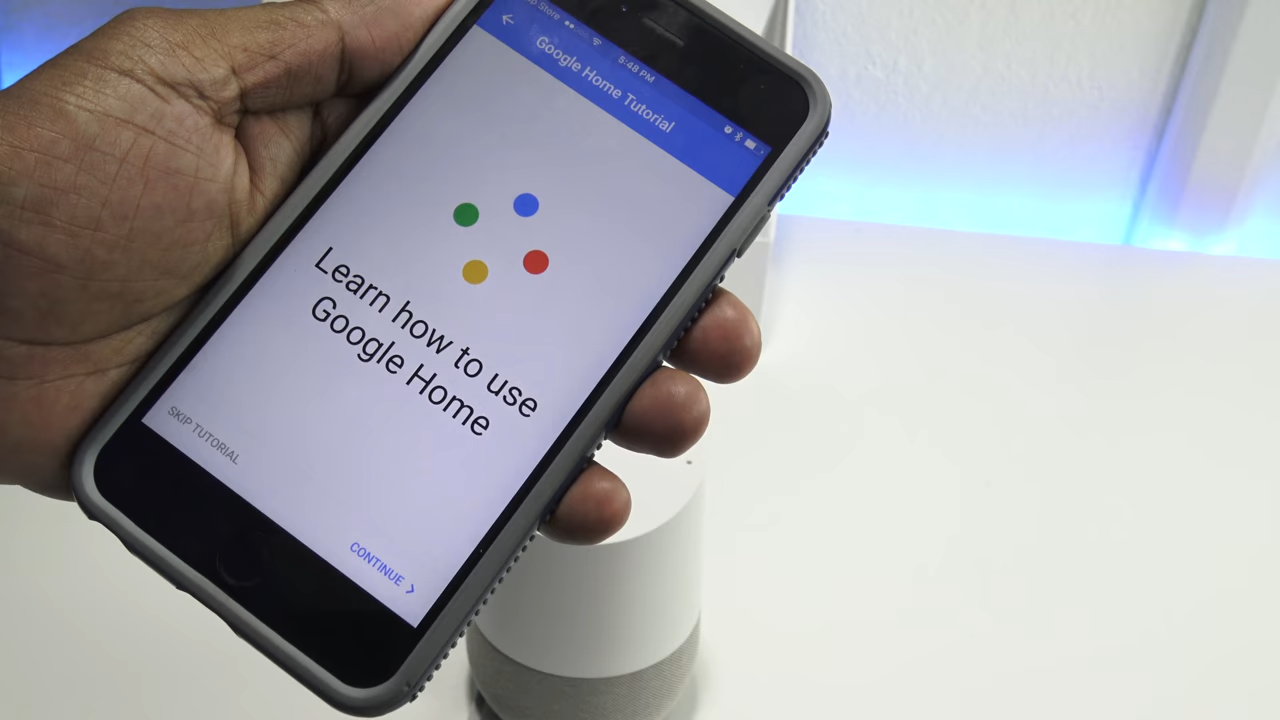 App Store 5:48 PM
Google Home Tutorial
Learn how to use
Google Home
SKIP TUTORIAL
CONTINUE